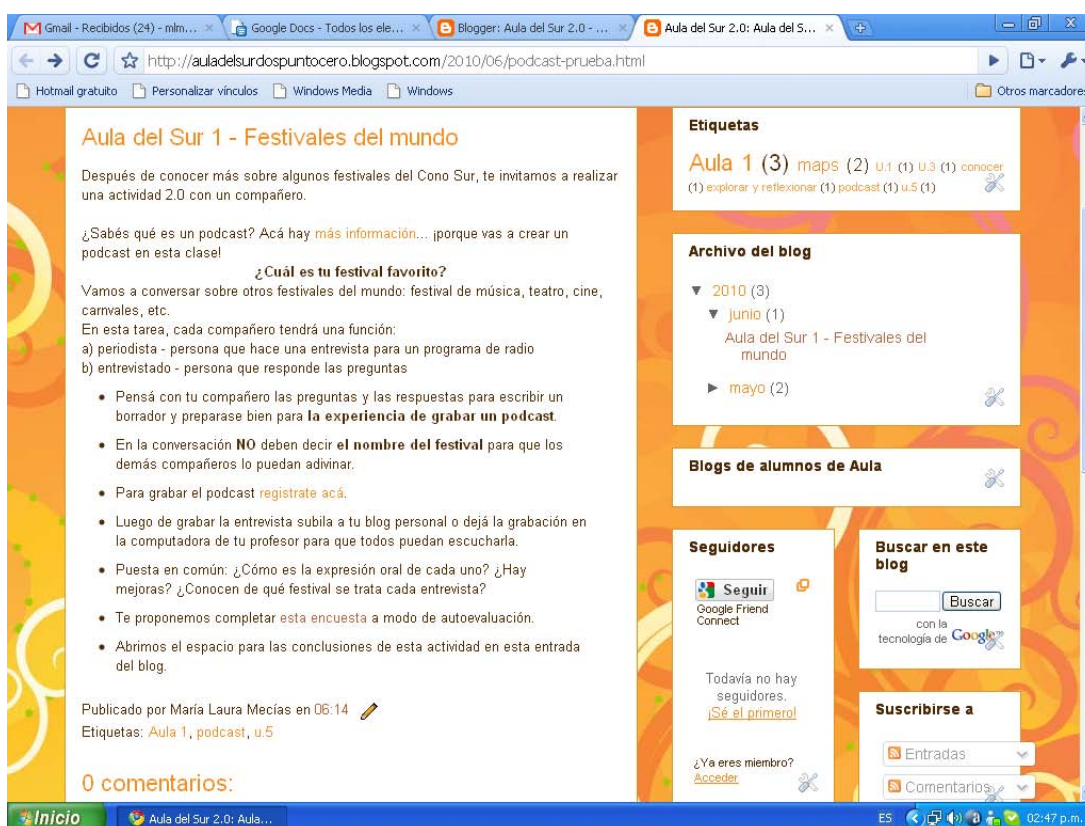 Gmail - Recibidos (24) - mlm...
Google Docs - Todos los ele...
Blogger: Aula del Sur 2.0 - ...
Aula del Sur 2.0: Aula del S...
http://auladelsurdospuntocero.blogspot.com/2010/06/podcast-prueba.html
Hotmail gratuito
Personalizar vínculos
Windows Media
Windows
Otros marcadores
Aula del Sur 1 - Festivales del mundo
Después de conocer más sobre algunos festivales del Cono Sur, te invitamos a realizar
una actividad 2.0 con un compañero.
¿Sabés qué es un podcast? Acá hay más información... ¡porque vas a crear un
podcast en esta clase!
¿Cuál es tu festival favorito?
Vamos a conversar sobre otros festivales del mundo: festival de música, teatro, cine,
carnvales, etc.
En esta tarea, cada compañero tendrá una función:
a) periodista - persona que hace una entrevista para un programa de radio
b) entrevistado - persona que responde las preguntas
• Pensá con tu compañero las preguntas y las respuestas para escribir un
borrador y preparase bien para la experiencia de grabar un podcast.
• En la conversación NO deben decir el nombre del festival para que los
demás compañeros lo puedan adivinar.
• Para grabar el podcast registrate acá.
• Luego de grabar la entrevista subila a tu blog personal o dejá la grabación en
la computadora de tu profesor para que todos puedan escucharla.
• Puesta en común: ¿Cómo es la expresión oral de cada uno? ¿Hay
mejoras? ¿Conocen de qué festival se trata cada entrevista?
• Te proponemos completar esta encuesta a modo de autoevaluación.
• Abrimos el espacio para las conclusiones de esta actividad en esta entrada
del blog.
Publicado por María Laura Mecías en 06:14
Etiquetas: Aula 1, podcast, u.5
0 comentarios:
Etiquetas
Aula 1 (3) maps (2) U.1 (1) U.3 (1) conocer
(1) explorar y reflexionar (1) podcast (1) u.5 (1)
Archivo del blog
▼ 2010 (3)
▼ junio (1)
Aula del Sur 1 - Festivales del
mundo
► mayo (2)
Blogs de alumnos de Aula
Seguidores
Seguir
Google Friend
Connect
Todavía no hay
seguidores.
¡Sé el primero!
¿Ya eres miembro?
Acceder
Buscar en este
blog
Buscar
con la
tecnología de Google™
Suscribirse a
Entradas
Comentarios
Inicio
Aula del Sur 2.0: Aula...
ES
02:47 p.m.